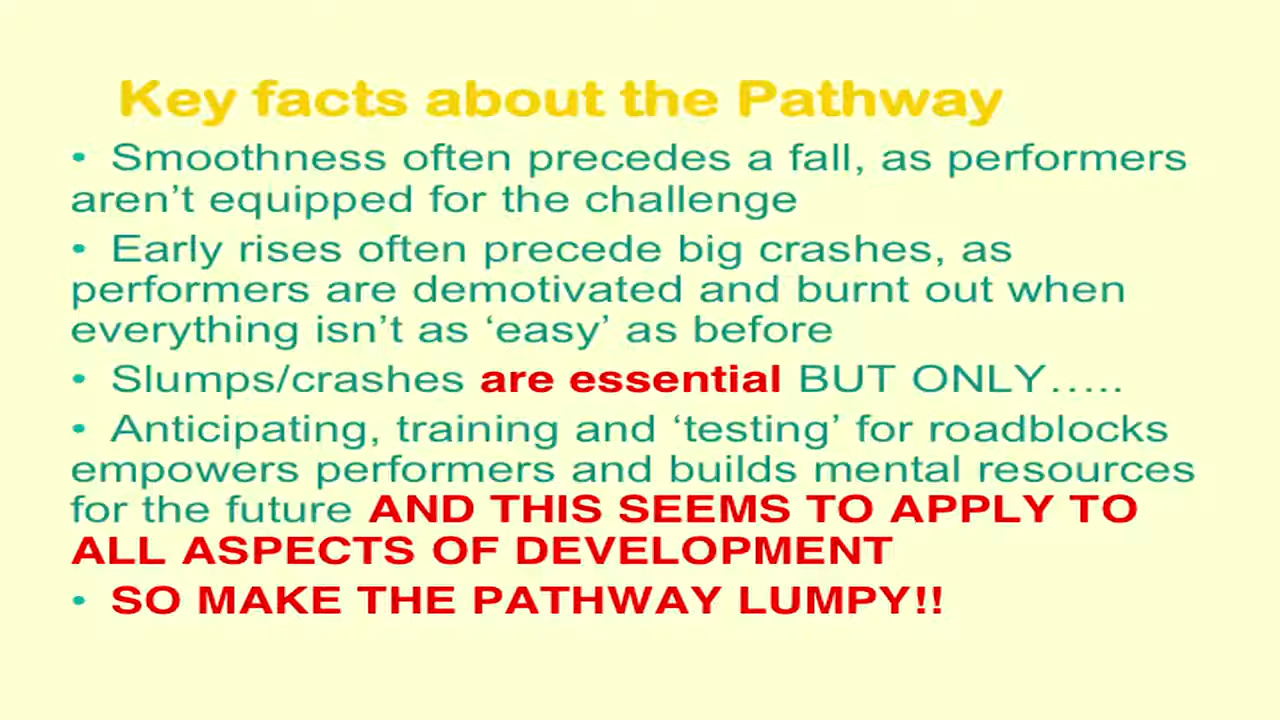 Key facts about the Pathway
• Smoothness often precedes a fall, as performers
aren’t equipped for the challenge
• Early rises often precede big crashes, as
performers are demotivated and burnt out when
everything isn’t as ‘easy’ as before
• Slumps/crashes are essential BUT ONLY…..
• Anticipating, training and ‘testing’ for roadblocks
empowers performers and builds mental resources
for the future AND THIS SEEMS TO APPLY TO
ALL ASPECTS OF DEVELOPMENT
• SO MAKE THE PATHWAY LUMPY!!